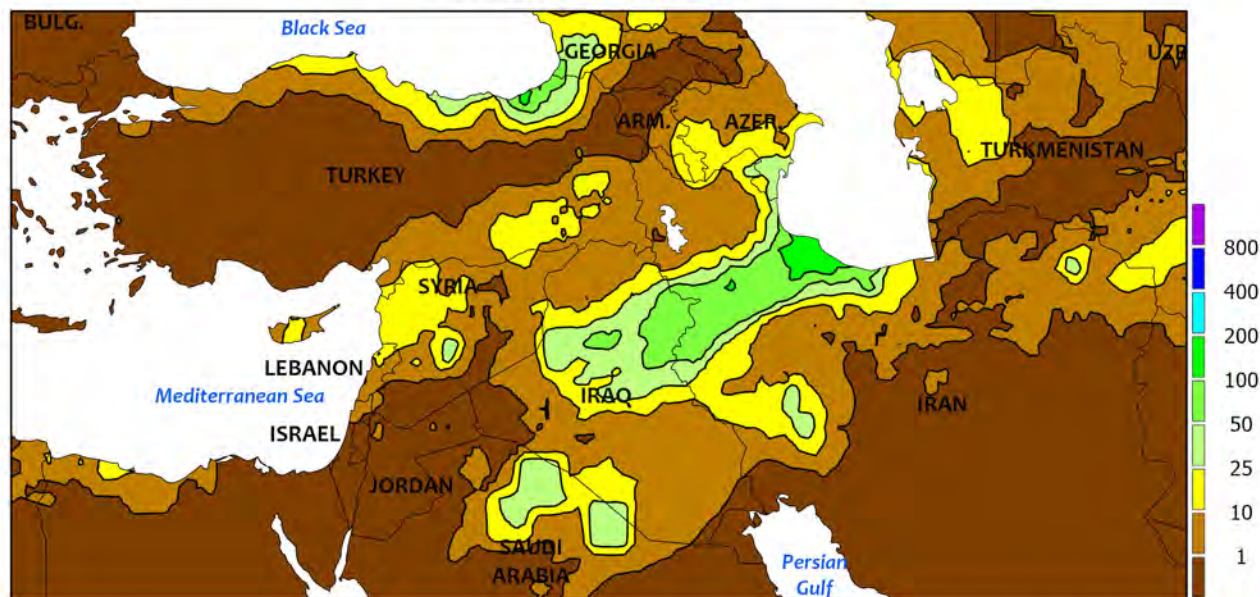 BULG.
Black Sea
GEORGIA
UZB
ARM.
AZER.
TURKMENISTAN
TURKEY
SYRIA
LEBANON
Mediterranean Sea
IRAQ
IRAN
ISRAEL
JORDAN
SAUDI
ARABIA
Persian
Gulf
800
400
200
100
50
25
10
1